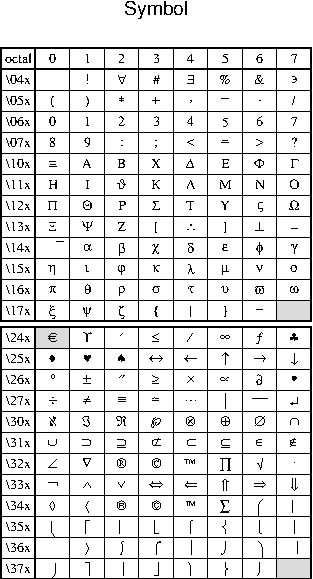 Symbol
octal 0 1 2 3 4 5 6 7
\04x ! ∀ # ∃ % & ∋
\05x ( ) * + , − . /
\06x 0 1 2 3 4 5 6 7
\07x 8 9 : ; < = > ?
\10x ≅ Α Β Χ Δ Ε Φ Γ
\11x Η Ι ϑ Κ Λ Μ Ν Ο
\12x Π Θ Ρ Σ Τ Υ ς Ω
\13x Ξ Ψ Ζ [ ∴ ] ⊥ _
\14x ‾ α β χ δ ε φ γ
\15x η ι ϕ κ λ μ ν ο
\16x π θ ρ σ τ υ ϖ ω
\17x ξ ψ ζ { | } ∼
\24x € ϒ ′ ≤ ⁄ ∞ ƒ ♣
\25x ♦ ♥ ♠ ↔ ← ↑ → ↓
\26x ° ± ″ ≥ × ∝ ∂ •
\27x ÷ ≠ ≡ ≈ … | — ↵
\30x ℵ ℑ ℜ ℘ ⊗ ⊕ ∅ ∩
\31x ∪ ⊃ ⊇ ⊄ ⊂ ⊆ ∈ ∉
\32x ∠ ∇ ® © ™ ∏ √ ⋅
\33x ¬ ∧ ∨ ⇔ ⇐ ⇑ ⇒ ⇓
\34x ◊ 〈 ® © ™ ∑ ⎛ ⎜
\35x ⎝ ⎡ ⎢ ⎣ ⎧ ⎨ ⎩ ⎪
\36x 〉 ∫ ⌠ ⎮ ⌡ ⎞ ⎟
\37x ⎠ ⎤ ⎥ ⎦ ⎫ ⎬ ⎭